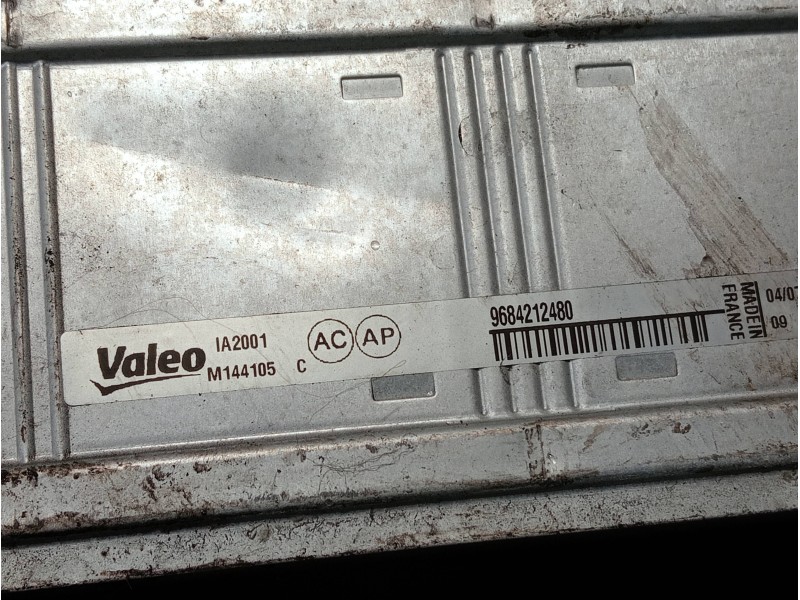 Valeo
IA2001
M144105 C
AC AP
9684212480
MADE IN
FRANCE
04/07
09